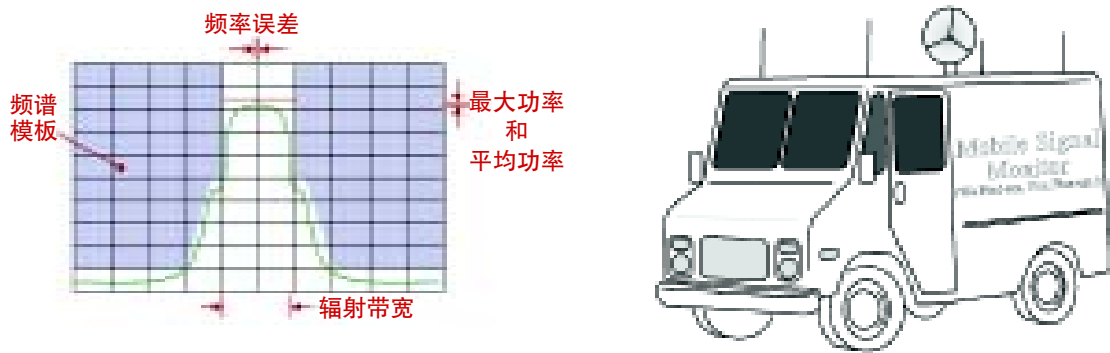 频率误差
频谱
模板
最大功率
和
平均功率
辐射带宽
Mobile Signal
Monitor